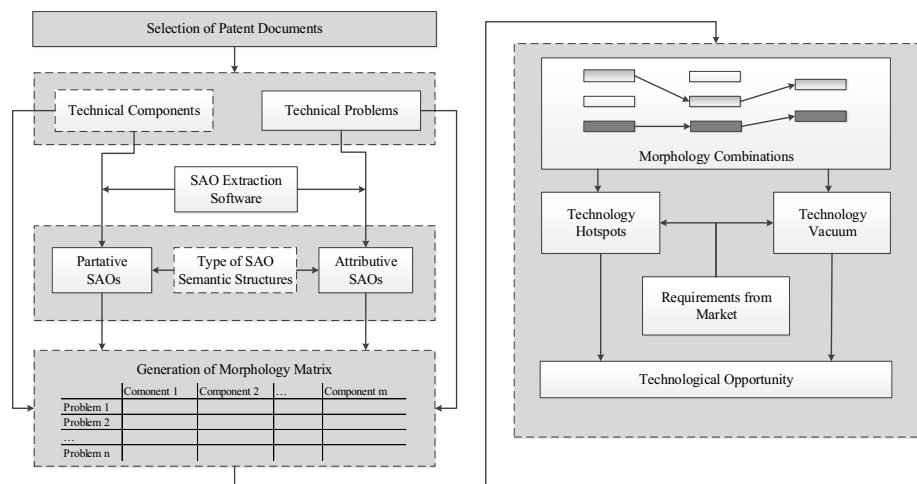 Selection of Patent Documents
Technical Components
Technical Problems
SAO Extraction
Software
Partative
SAOs
Type of SAO
Semantic Structures
Attributive
SAOs
Generation of Morphology Matrix
Comonent 1 Component 2 … Component m
Problem 1
Problem 2
…
Problem n
Morphology Combinations
Technology
Hotspots
Technology
Vacuum
Requirements from
Market
Technological Opportunity